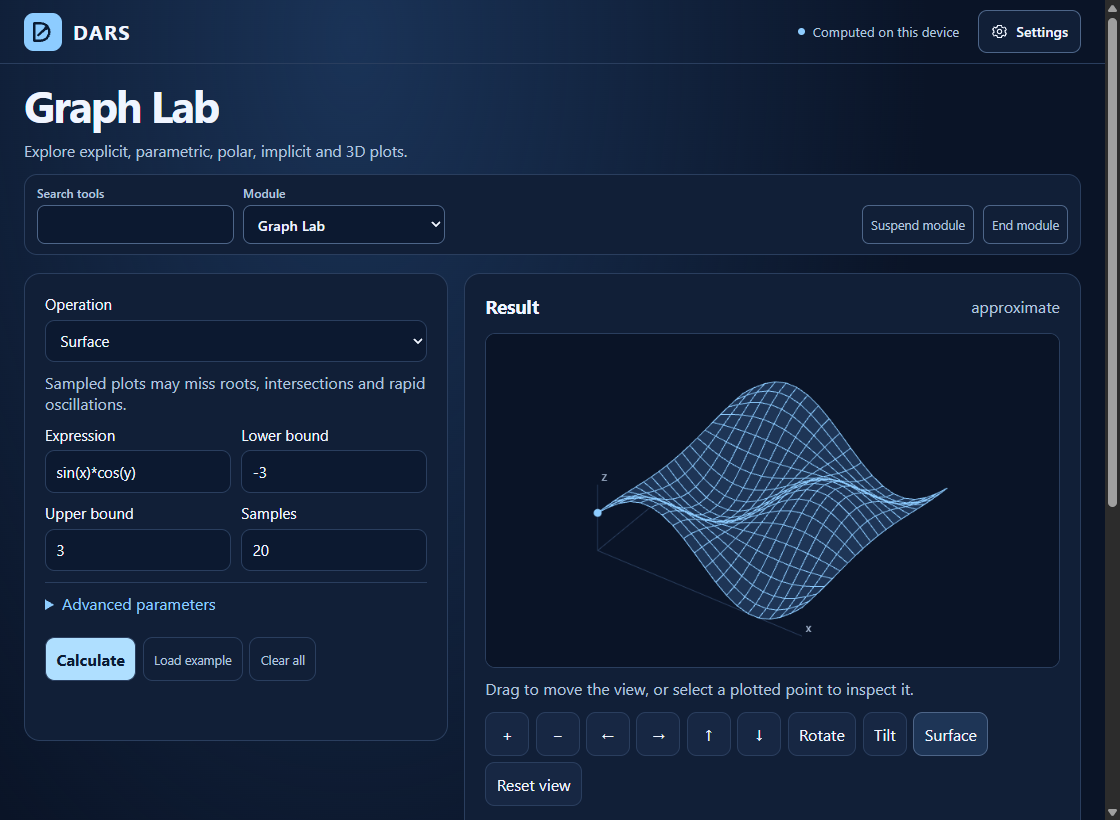 DARS
Computed on this device
Settings
Graph Lab
Explore explicit, parametric, polar, implicit and 3D plots.
Search tools
Module
Graph Lab
Suspend module
End module
Operation
Surface
Sampled plots may miss roots, intersections and rapid
oscillations.
Expression
Lower bound
sin(x)*cos(y)
-3
Upper bound
Samples
3
20
Advanced parameters
Calculate
Load example
Clear all
Result
approximate
z
x
Drag to move the view, or select a plotted point to inspect it.
+ − ← → ↑ ↓ Rotate Tilt Surface
Reset view